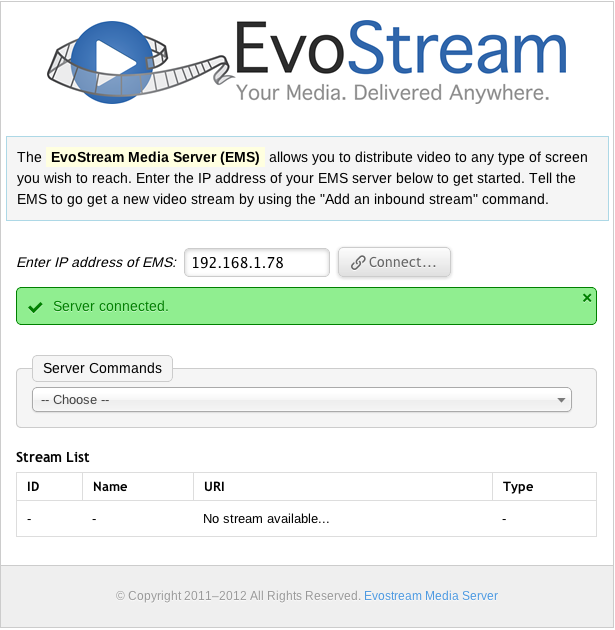 EvoStream
Your Media. Delivered Anywhere.
The EvoStream Media Server (EMS) allows you to distribute video to any type of screen
you wish to reach. Enter the IP address of your EMS server below to get started. Tell the
EMS to go get a new video stream by using the "Add an inbound stream" command.
Enter IP address of EMS: 192.168.1.78 Connect...
Server connected.
Server Commands
-- Choose --
Stream List
ID Name URI Type
- - No stream available... -
© Copyright 2011–2012 All Rights Reserved. Evostream Media Server